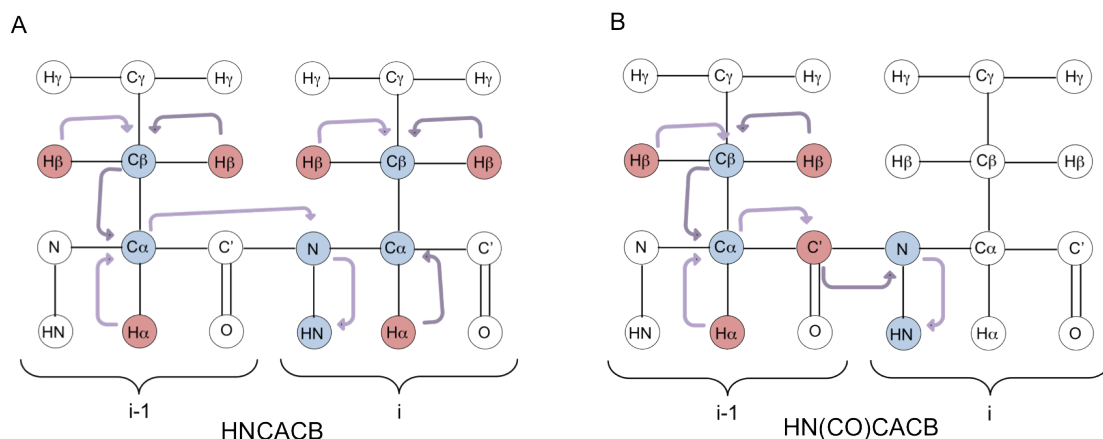 A
B
Hγ Cγ Hγ Hγ Cγ Hγ Hγ Cγ Hγ Hγ Cγ Hγ
Hβ Cβ Hβ Hβ Cβ Hβ Hβ Cβ Hβ Hβ Cβ Hβ
N Cα C' N Cα C' N Cα C' N Cα C'
HN Hα O HN Hα O HN Hα O HN Hα O
i-1 i i-1 i
HNCACB HN(CO)CACB